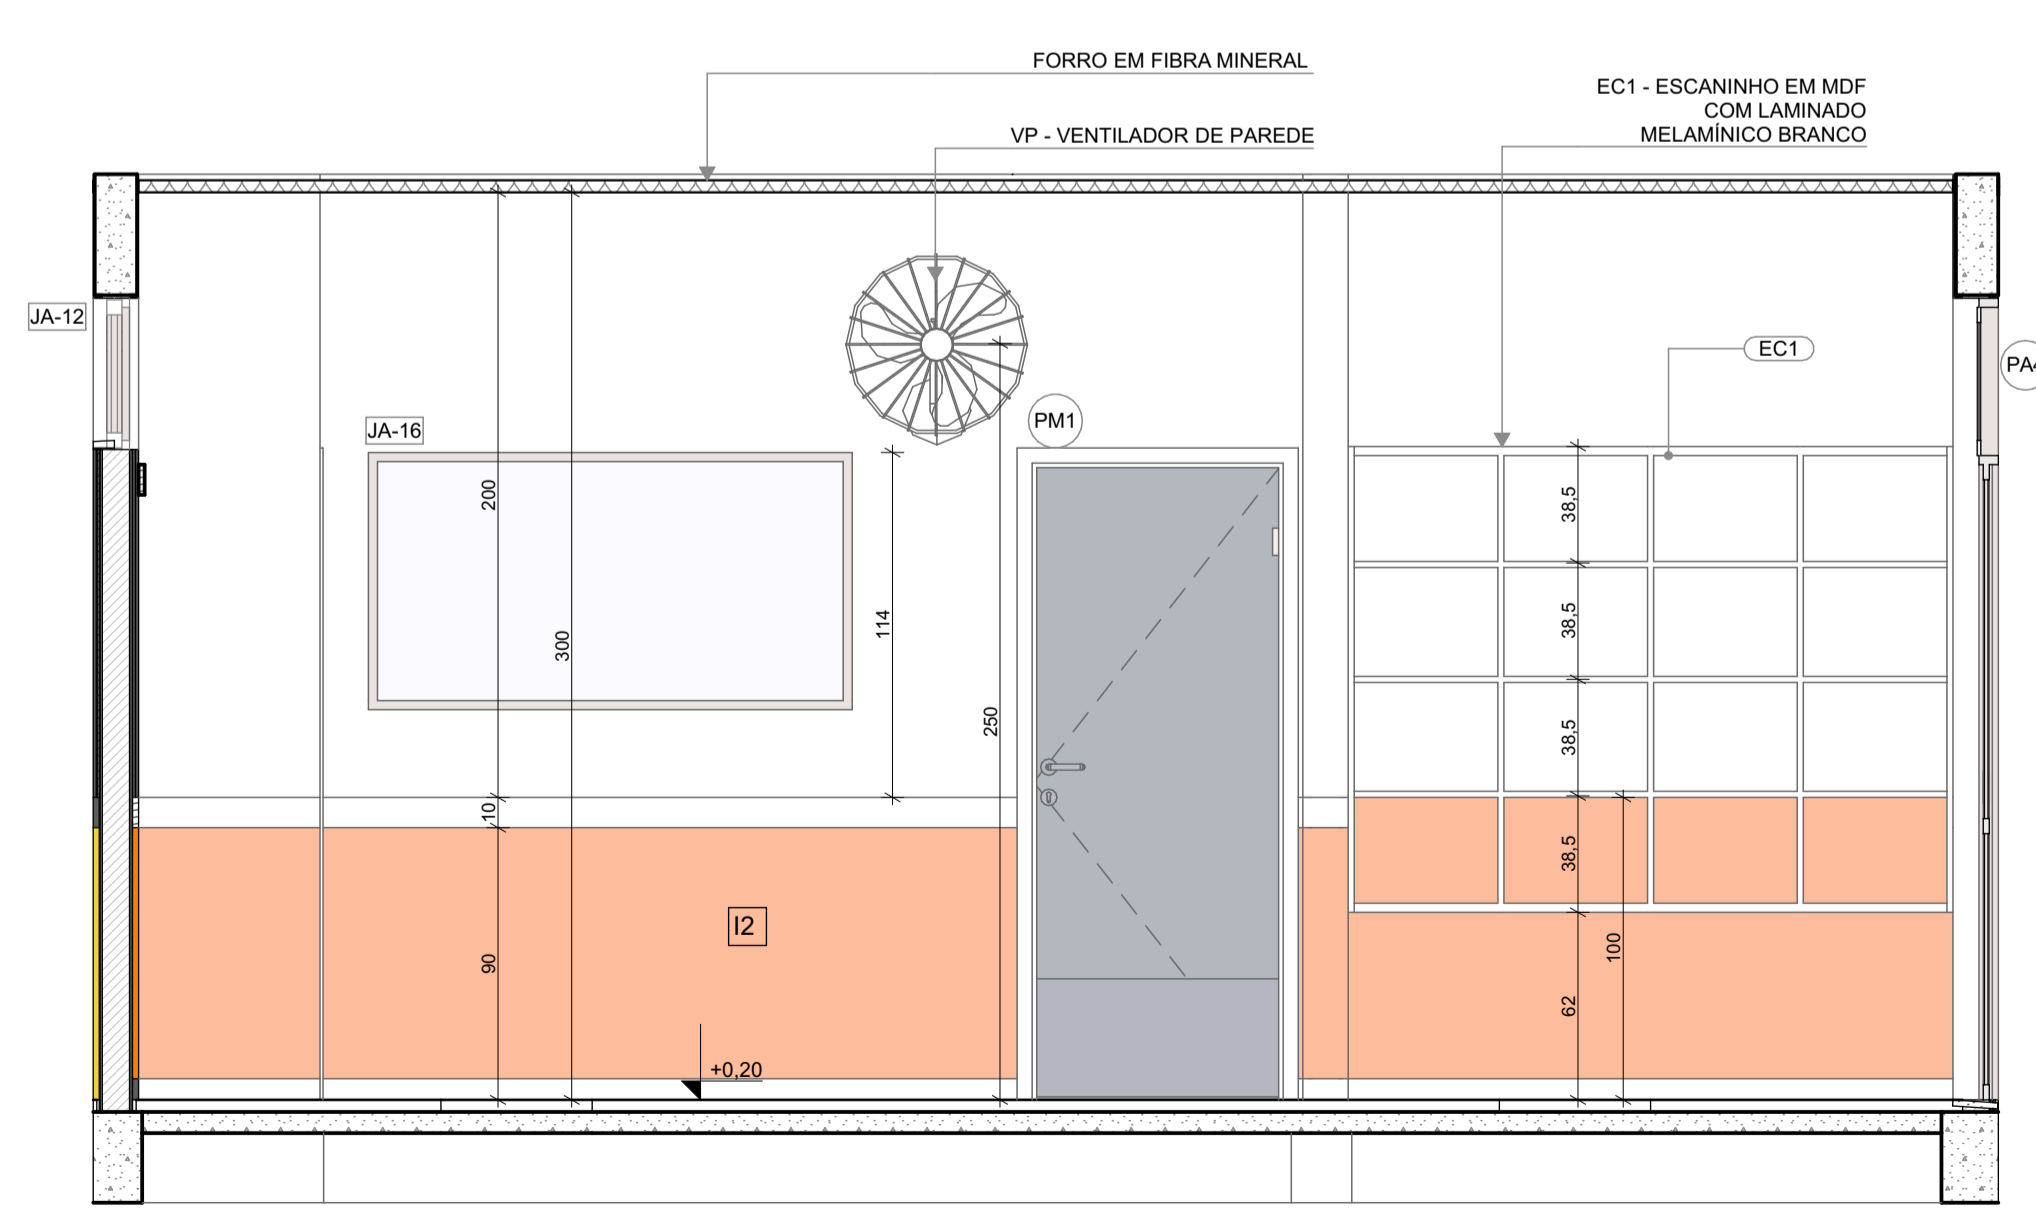 FORRO EM FIBRA MINERAL
EC1 - ESCANINHO EM MDF
COM LAMINADO
MELAMÍNICO BRANCO
VP - VENTILADOR DE PAREDE
JA-12
EC1
PA4
JA-16
PM1
200
38,5
114
38,5
300
250
38,5
10
38,5
I2
90
100
62
+0,20